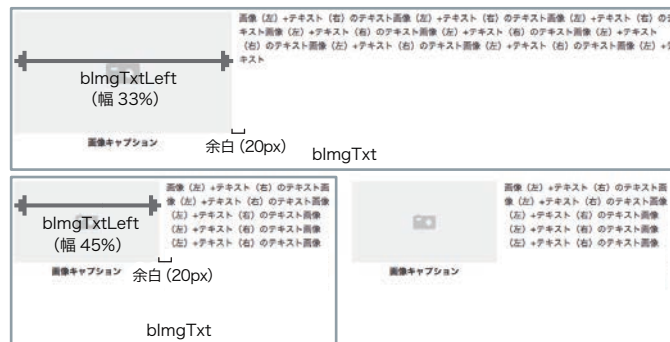 画像（左）+テキスト（右）のテキスト画像（左）+テキスト（右）のテキスト画像（左）+テキスト（右）の
キスト画像（左）+テキスト（右）のテキスト画像（左）+テキスト（右）のテキスト画像（左）+テキスト
（右）のテキスト画像（左）+テキスト（右）のテキスト画像（左）+テキスト（右）のテキスト画像（左）+
キスト
bImgTxtLeft
（幅 33%）
画像キャプション
余白（20px）
bImgTxt
画像（左）+テキスト（右）のテキスト画
像（左）+テキスト（右）のテキスト画像
（左）+テキスト（右）のテキスト画像
（左）+テキスト（右）のテキスト画像
（左）+テキスト（右）のテキスト画像
bImgTxtLeft
（幅 45%）
画像キャプション
余白（20px）
bImgTxt
画像（左）+テキスト（右）のテキスト画
像（左）+テキスト（右）のテキスト画像
（左）+テキスト（右）のテキスト画像
（左）+テキスト（右）のテキスト画像
（左）+テキスト（右）のテキスト画像
画像キャプション